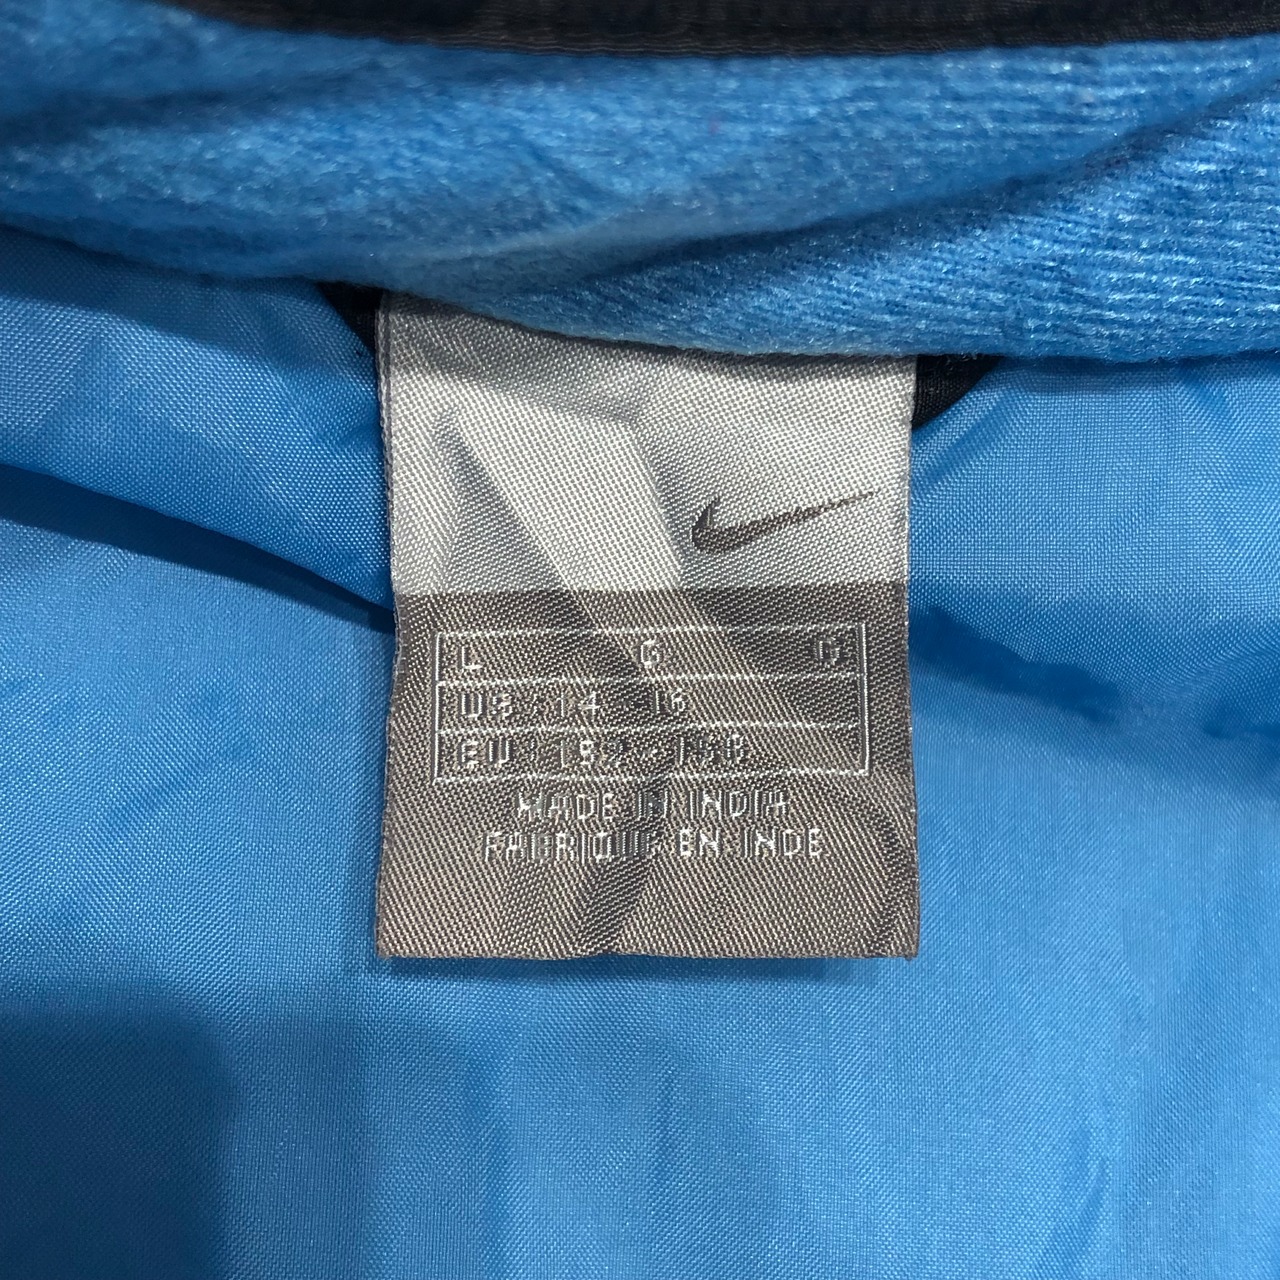 L G G
US 14 16
EU 152 - 158
MADE IN INDIA
FABRIQUE EN INDE